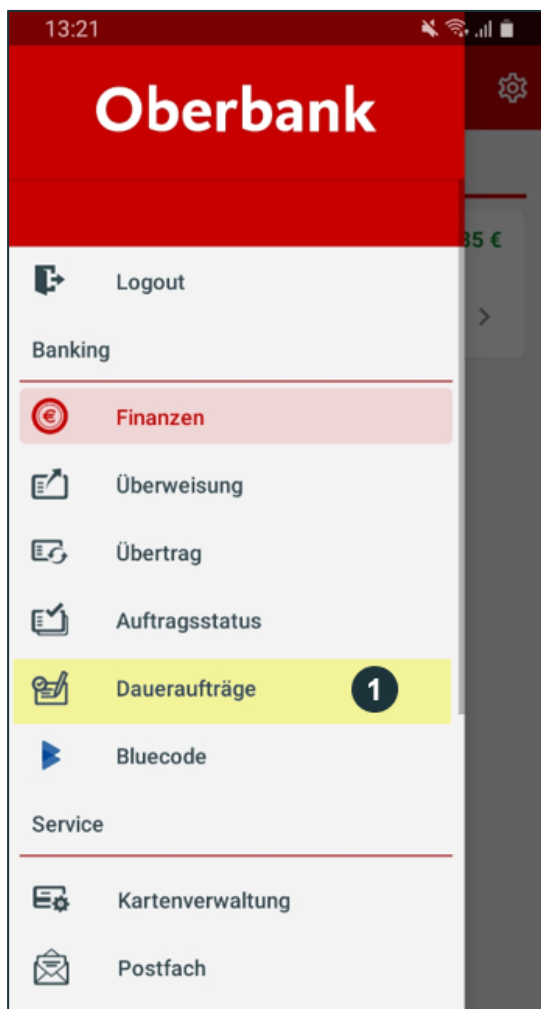 13:21
Oberbank
35 €
Logout
Banking
Finanzen
Überweisung
Übertrag
Auftragsstatus
Daueraufträge 1
Bluecode
Service
Kartenverwaltung
Postfach